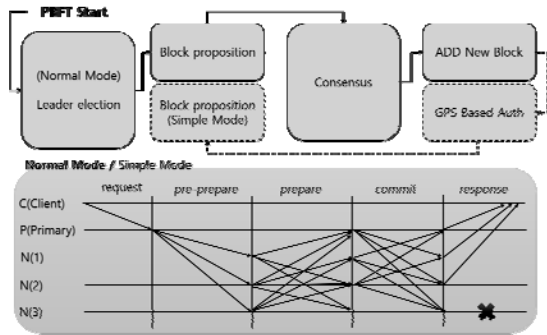 PBFT Start
(Normal Mode)
Leader election
Block proposition
Block proposition
(Simple Mode)
Consensus
ADD New Block
GPS Based Auth
Normal Mode / Simple Mode
request
pre-prepare
prepare
commit
response
C(Client)
P(Primary)
N(1)
N(2)
N(3)